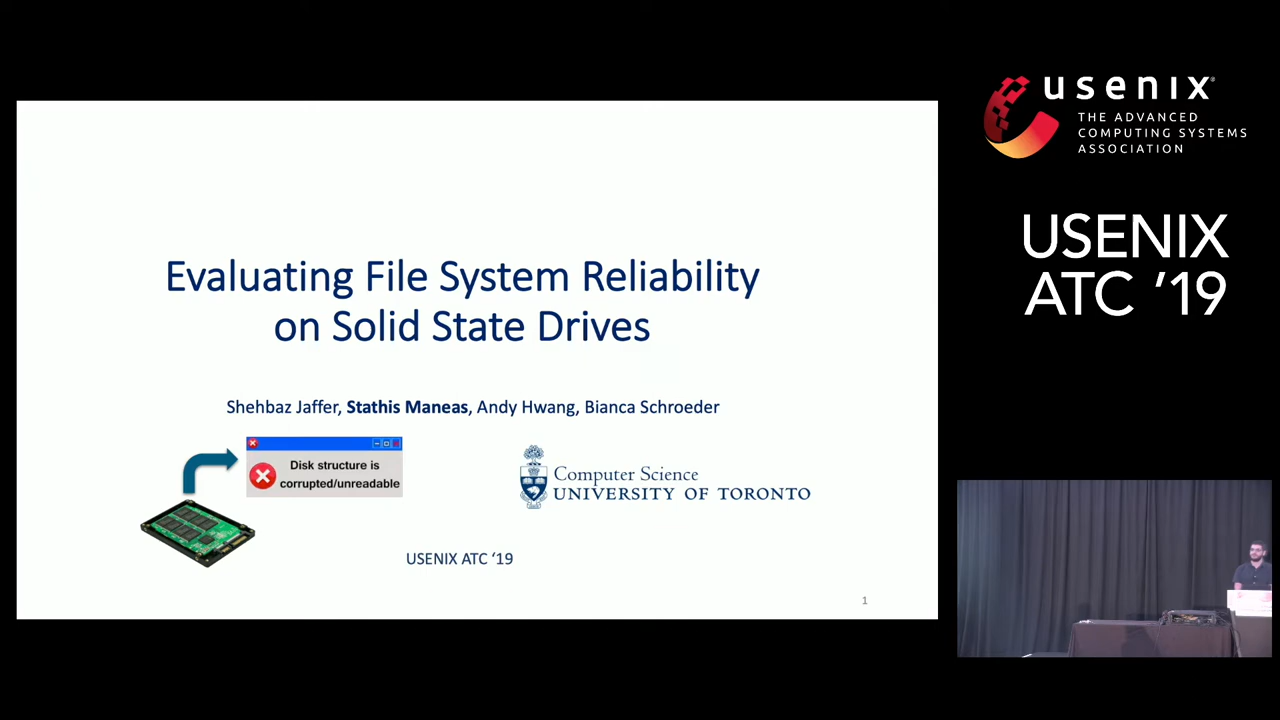 Evaluating File System Reliability
on Solid State Drives
Shehbaz Jaffer, Stathis Maneas, Andy Hwang, Bianca Schroeder
Disk structure is
corrupted/unreadable
Computer Science
UNIVERSITY OF TORONTO
USENIX ATC ‘19
1
usenix
THE ADVANCED
COMPUTING SYSTEMS
ASSOCIATION
USENIX
ATC ’19